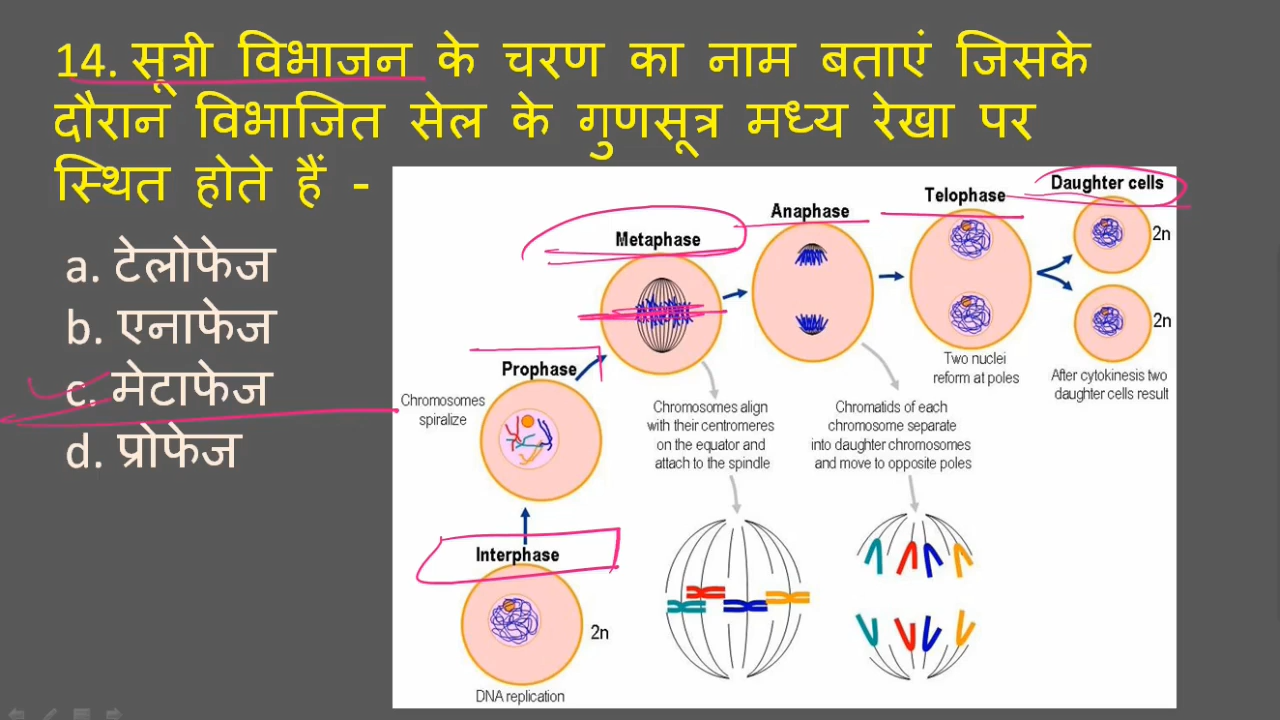 14. सूत्री विभाजन के चरण का नाम बताएं जिसके
दौरान विभाजित सेल के गुणसूत्र मध्य रेखा पर
स्थित होते हैं -
a. टेलोफेज
b. एनाफेज
c. मेटाफेज
d. प्रोफेज
Daughter cells
Telophase
Anaphase
Metaphase
2n
2n
Two nuclei
reform at poles
After cytokinesis two
daughter cells result
Prophase
Chromosomes
spiralize
Chromosomes align
with their centromeres
on the equator and
attach to the spindle
Chromatids of each
chromosome separate
into daughter chromosomes
and move to opposite poles
Interphase
2n
DNA replication